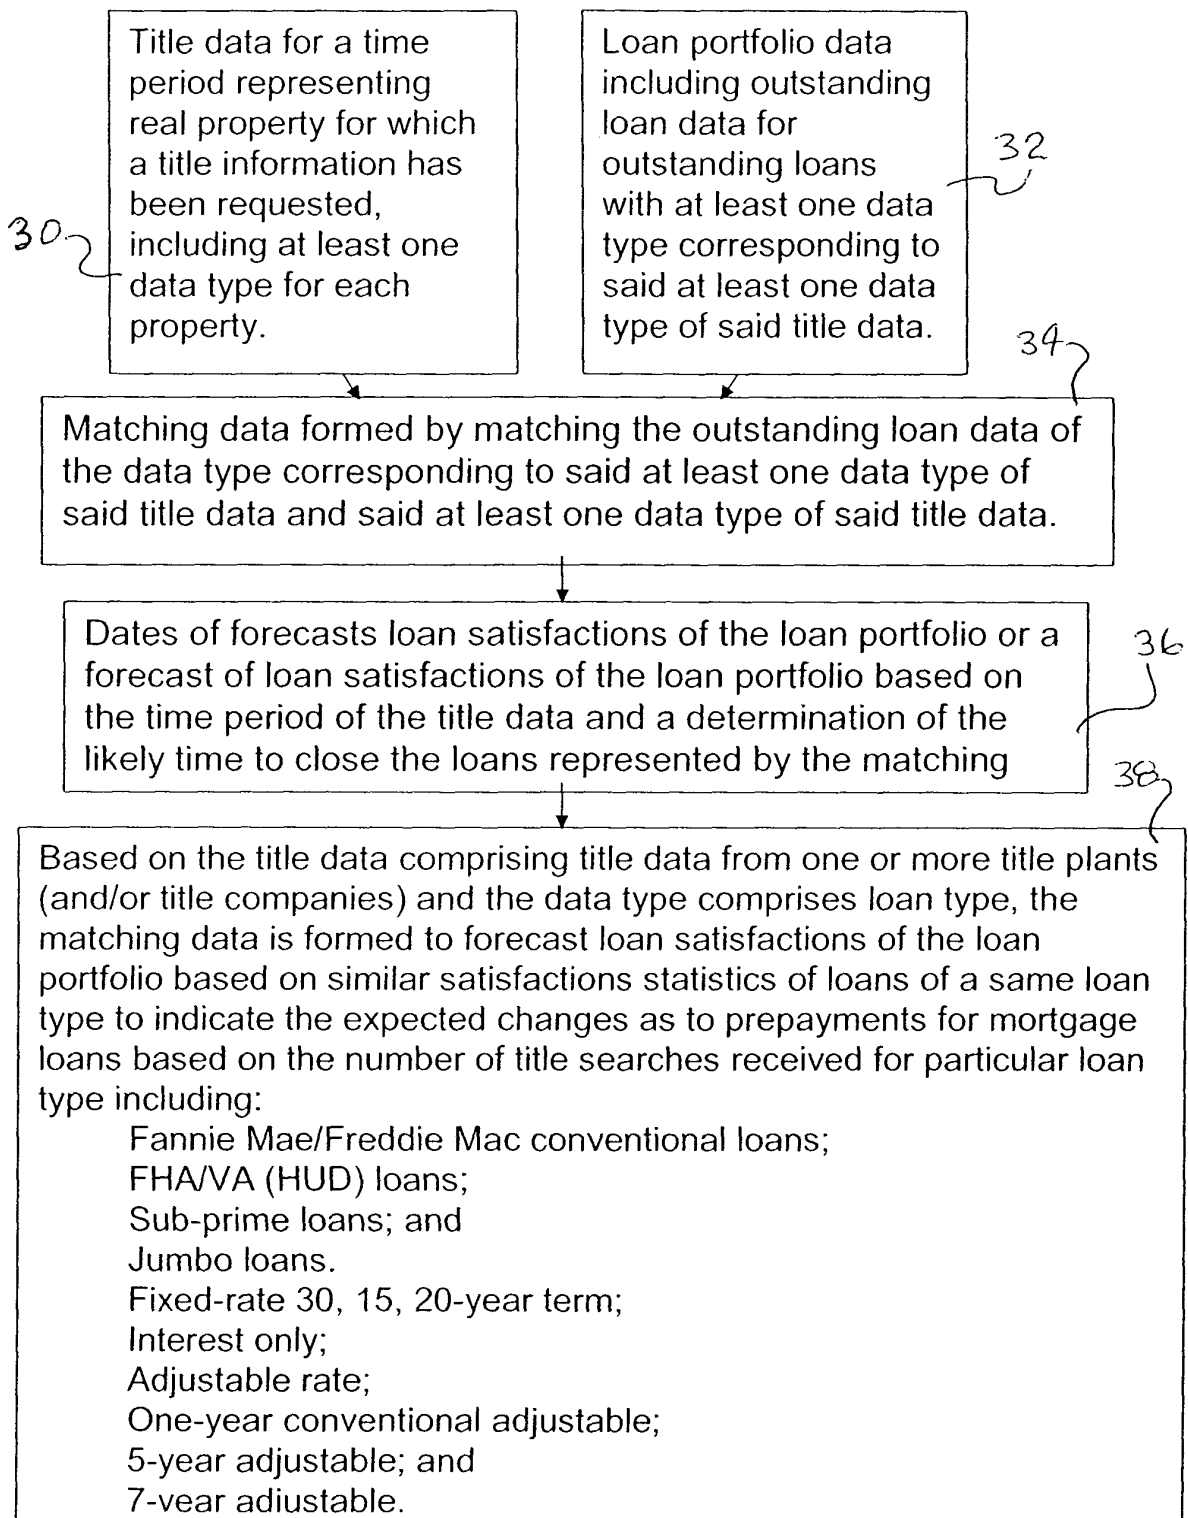 Title data for a time
period representing
real property for which
a title information has
been requested,
including at least one
data type for each
property.
30
Loan portfolio data
including outstanding
loan data for
outstanding loans
with at least one data
type corresponding to
said at least one data
type of said title data.
32
34
Matching data formed by matching the outstanding loan data of
the data type corresponding to said at least one data type of
said title data and said at least one data type of said title data.
Dates of forecasts loan satisfactions of the loan portfolio or a
forecast of loan satisfactions of the loan portfolio based on
the time period of the title data and a determination of the
likely time to close the loans represented by the matching
36
38
Based on the title data comprising title data from one or more title plants
(and/or title companies) and the data type comprises loan type, the
matching data is formed to forecast loan satisfactions of the loan
portfolio based on similar satisfactions statistics of loans of a same loan
type to indicate the expected changes as to prepayments for mortgage
loans based on the number of title searches received for particular loan
type including:
Fannie Mae/Freddie Mac conventional loans;
FHA/VA (HUD) loans;
Sub-prime loans; and
Jumbo loans.
Fixed-rate 30, 15, 20-year term;
Interest only;
Adjustable rate;
One-year conventional adjustable;
5-year adjustable; and
7-year adjustable.